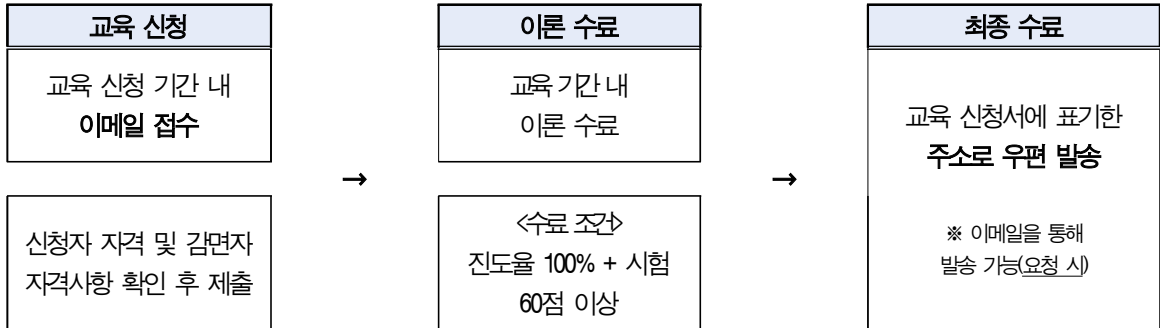 교육 신청
교육 신청 기간 내
이메일 접수
신청자 자격 및 감면자
자격사항 확인 후 제출
→
이론 수료
교육 기간 내
이론 수료
<수료 조건>
진도율 100% + 시험
60점 이상
→
최종 수료
교육 신청서에 표기한
주소로 우편 발송
※ 이메일을 통해
발송 가능(요청 시)